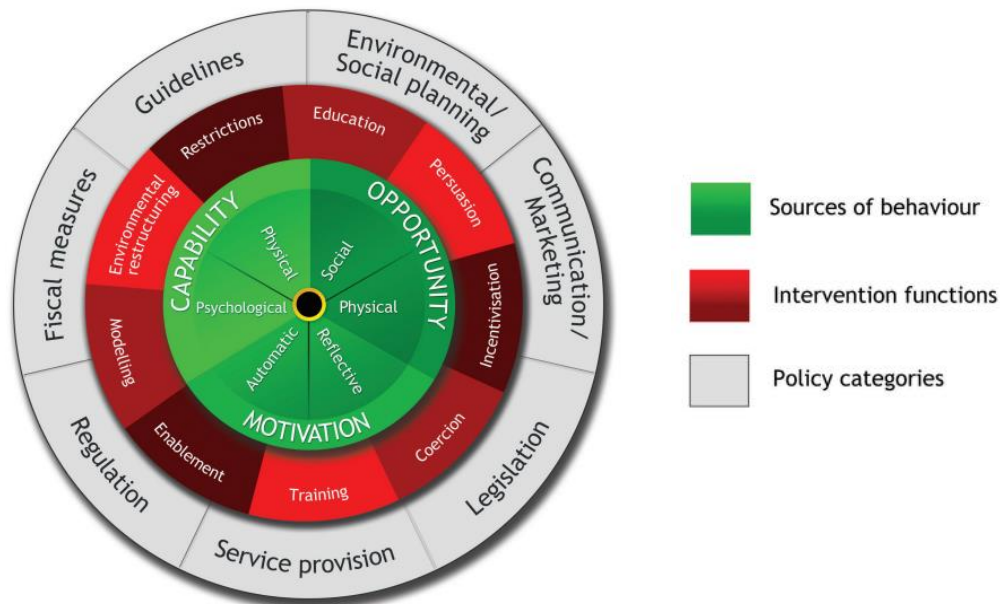 Environmental/
Social planning
Communication/
Marketing
Legislation
Service provision
Regulation
Fiscal measures
Guidelines
Education
Persuasion
Incentivisation
Coercion
Training
Enablement
Modelling
Environmental
restructuring
Restrictions
CAPABILITY
OPPORTUNITY
MOTIVATION
Physical
Social
Psychological
Physical
Automatic
Reflective
Sources of behaviour
Intervention functions
Policy categories